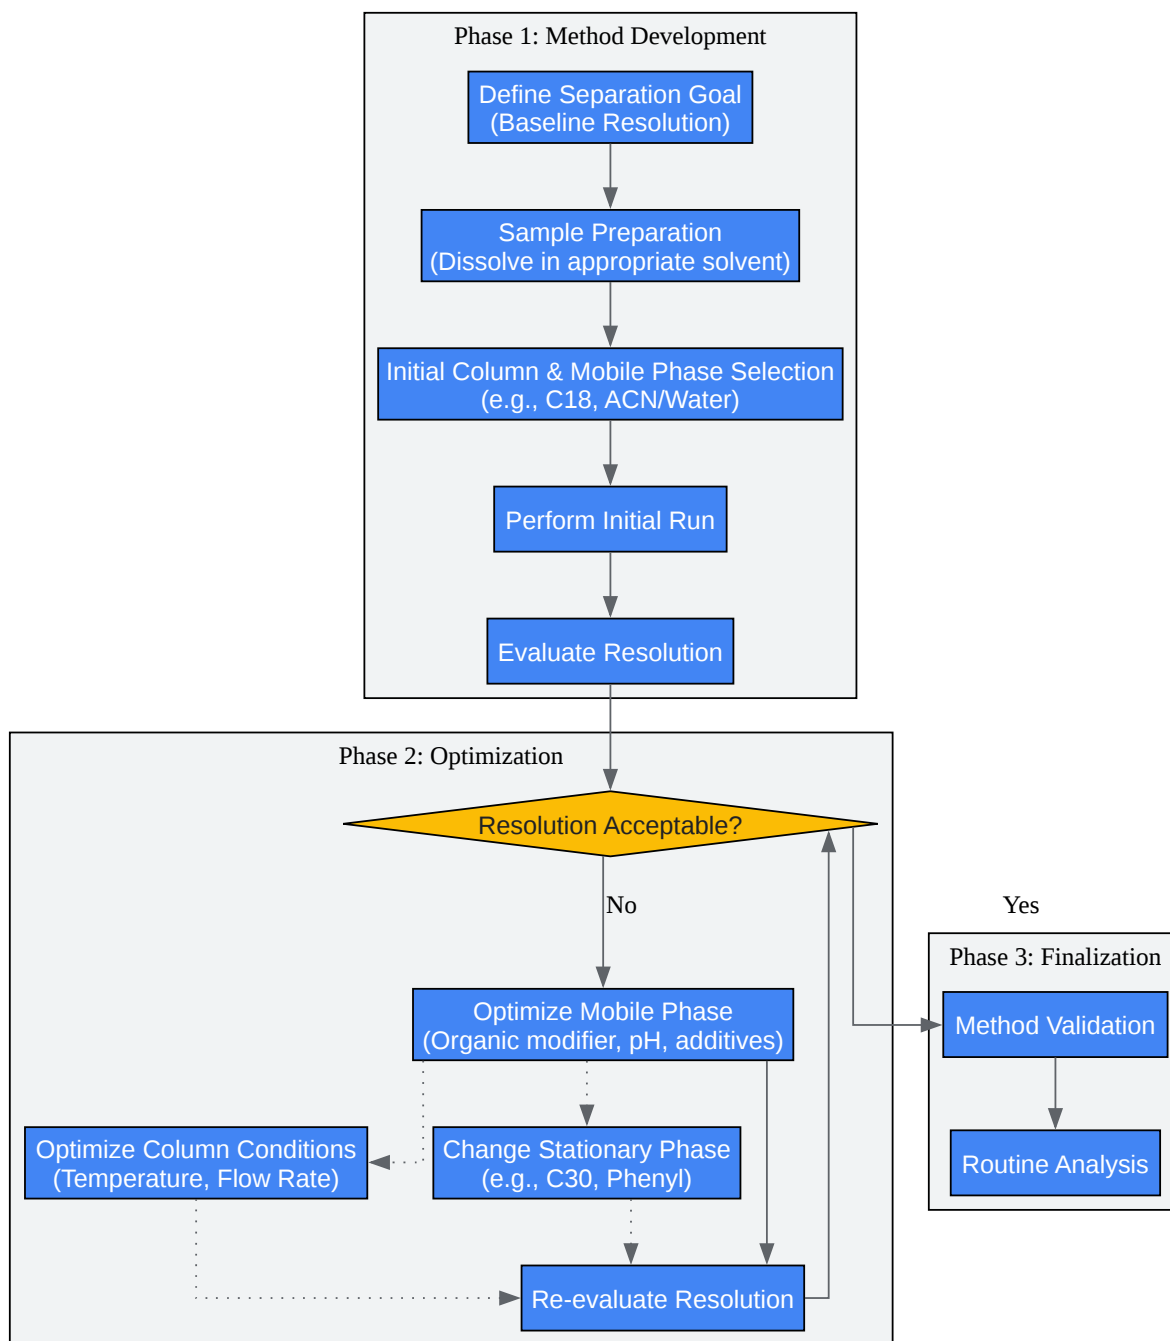 Phase 1: Method Development
Define Separation Goal
(Baseline Resolution)
Sample Preparation
(Dissolve in appropriate solvent)
Initial Column & Mobile Phase Selection
(e.g., C18, ACN/Water)
Perform Initial Run
Evaluate Resolution
Phase 2: Optimization
Resolution Acceptable?
No
Yes
Optimize Mobile Phase
(Organic modifier, pH, additives)
Optimize Column Conditions
(Temperature, Flow Rate)
Change Stationary Phase
(e.g., C30, Phenyl)
Re-evaluate Resolution
Phase 3: Finalization
Method Validation
Routine Analysis